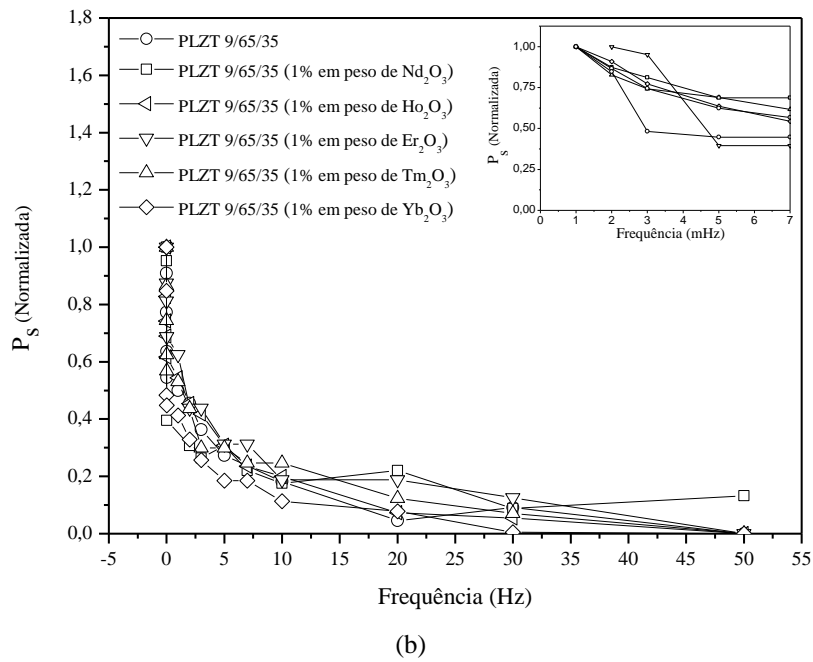 1,8
1,6
1,4
1,2
1,0
0,8
0,6
0,4
0,2
0,0
P_S (Normalizada)
PLZT 9/65/35
PLZT 9/65/35 (1% em peso de Nd₂O₃)
PLZT 9/65/35 (1% em peso de Ho₂O₃)
PLZT 9/65/35 (1% em peso de Er₂O₃)
PLZT 9/65/35 (1% em peso de Tm₂O₃)
PLZT 9/65/35 (1% em peso de Yb₂O₃)
1,00
0,75
0,50
0,25
0,00
P_S (Normalizada)
0 1 2 3 4 5 6 7
Frequência (mHz)
-5 0 5 10 15 20 25 30 35 40 45 50 55
Frequência (Hz)
(b)